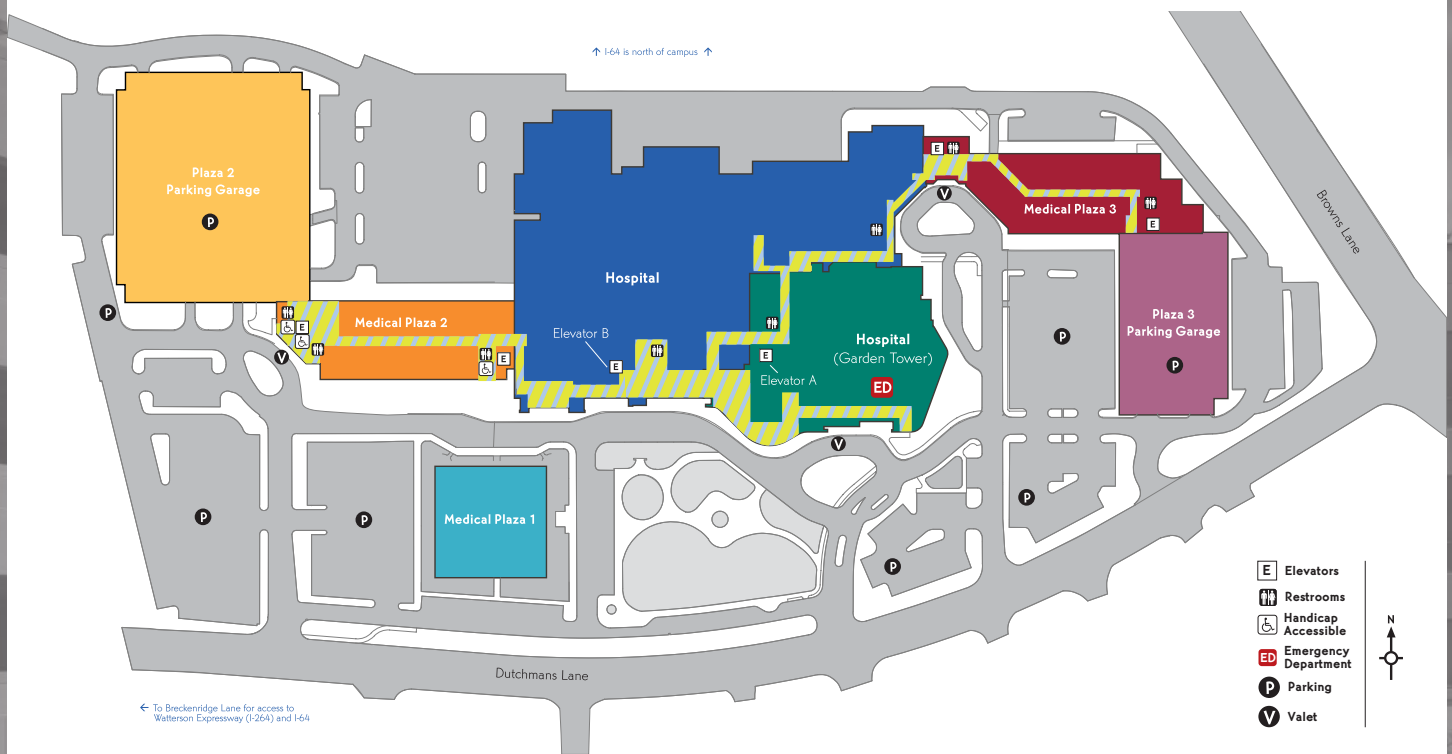 ↑ I-64 is north of campus ↑
Plaza 2
Parking Garage
P
E
V
Medical Plaza 3
E
Browns Lane
Hospital
P
Medical Plaza 2
E
V
Elevator B
E
E
Elevator A
Hospital
(Garden Tower)
ED
P
Plaza 3
Parking Garage
P
E
V
P
P
P
Medical Plaza 1
P
E Elevators
Restrooms
Handicap
Accessible
ED Emergency
Department
P Parking
V Valet
N
Dutchmans Lane
← To Breckenridge Lane for access to
Watterson Expressway (I-264) and I-64